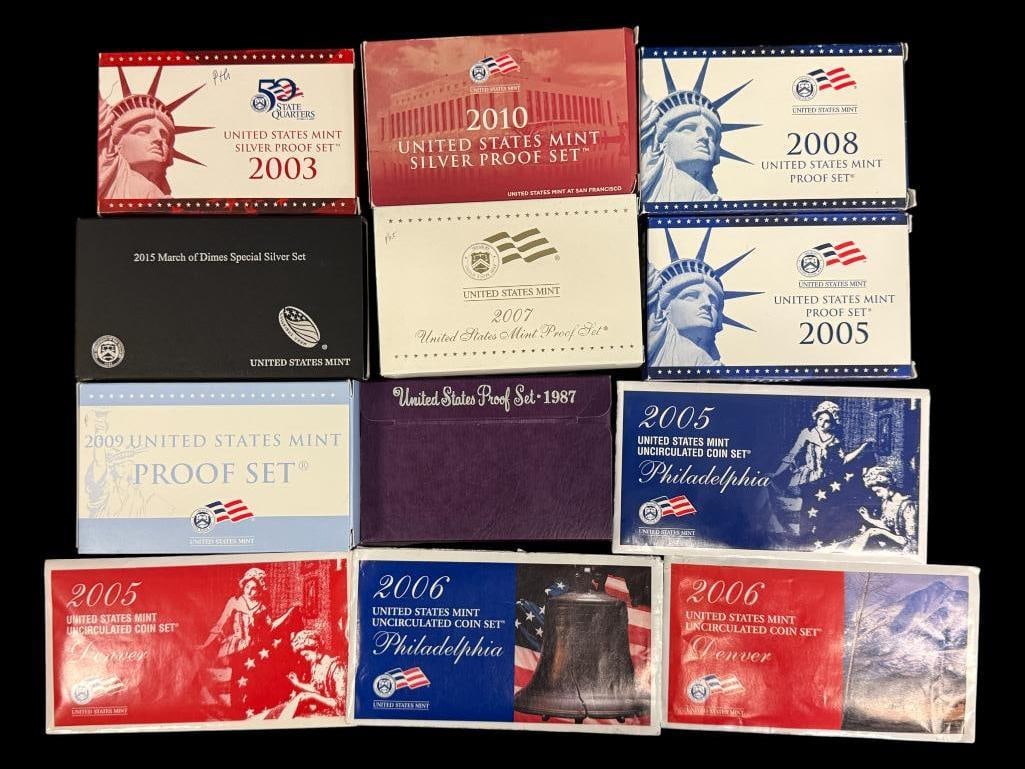 50
STATE
QUARTERS
UNITED STATES MINT
SILVER PROOF SET™
2003
UNITED STATES MINT
2010
UNITED STATES MINT
SILVER PROOF SET™
UNITED STATES MINT AT SAN FRANCISCO
UNITED STATES MINT
2008
UNITED STATES MINT
PROOF SET®
2015 March of Dimes Special Silver Set
®
UNITED STATES MINT
®
UNITED STATES MINT
2007
United States Mint Proof Set®
UNITED STATES MINT
UNITED STATES MINT
PROOF SET®
2005
2009 UNITED STATES MINT
PROOF SET®
UNITED STATES MINT
United States Proof Set • 1987
2005
UNITED STATES MINT
UNCIRCULATED COIN SET®
Philadelphia
UNITED STATES MINT
2005
UNITED STATES MINT
UNCIRCULATED COIN SET®
Denver
UNITED STATES MINT
2006
UNITED STATES MINT
UNCIRCULATED COIN SET®
Philadelphia
UNITED STATES MINT
2006
UNITED STATES MINT
UNCIRCULATED COIN SET®
Denver
UNITED STATES MINT